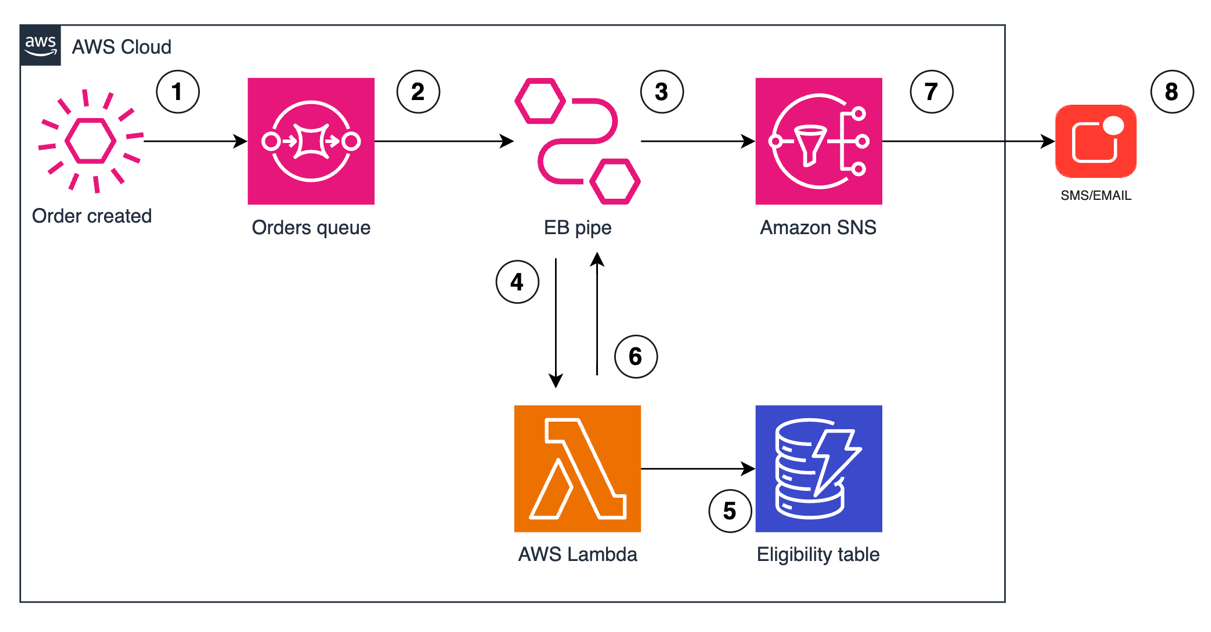 aws
AWS Cloud
1
2
3
7
8
Order created
Orders queue
EB pipe
Amazon SNS
SMS/EMAIL
4
6
5
AWS Lambda
Eligibility table